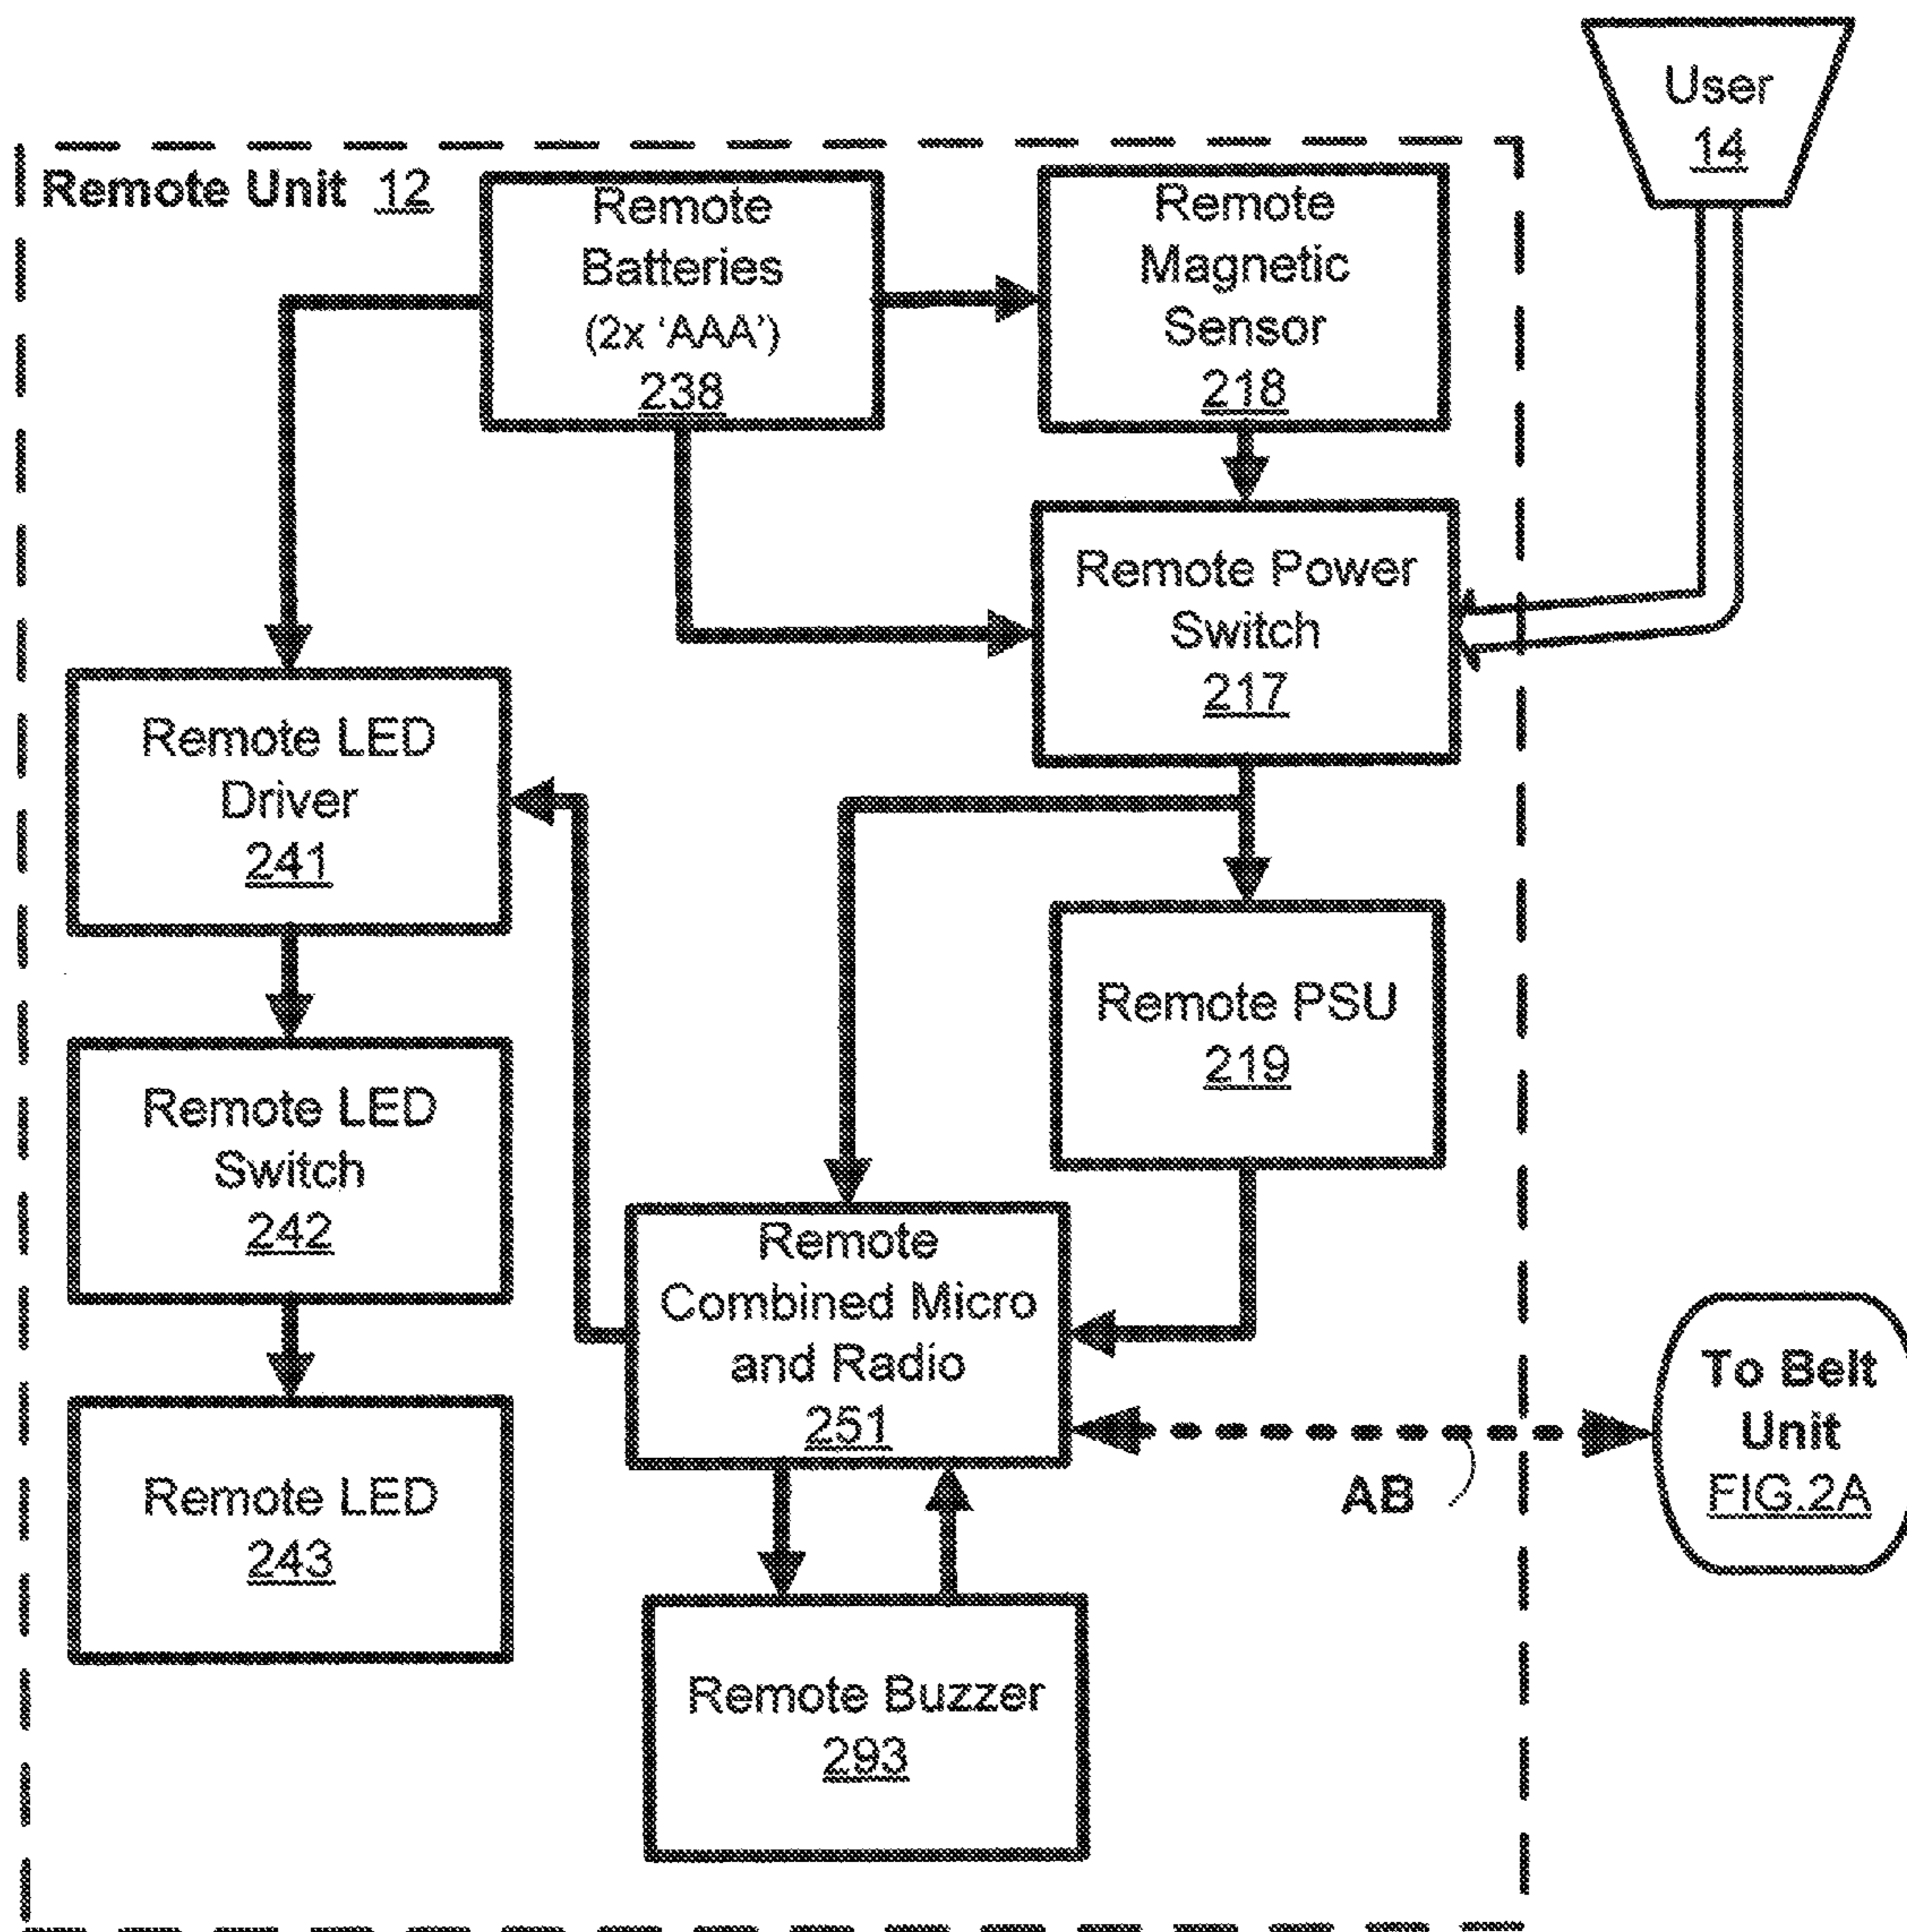 User
14
Remote Unit 12
Remote
Batteries
(2x ‘AAA’)
238
Remote
Magnetic
Sensor
218
Remote Power
Switch
217
Remote LED
Driver
241
Remote PSU
219
Remote LED
Switch
242
Remote
Combined Micro
and Radio
251
To Belt
Unit
FIG.2A
AB
Remote LED
243
Remote Buzzer
293